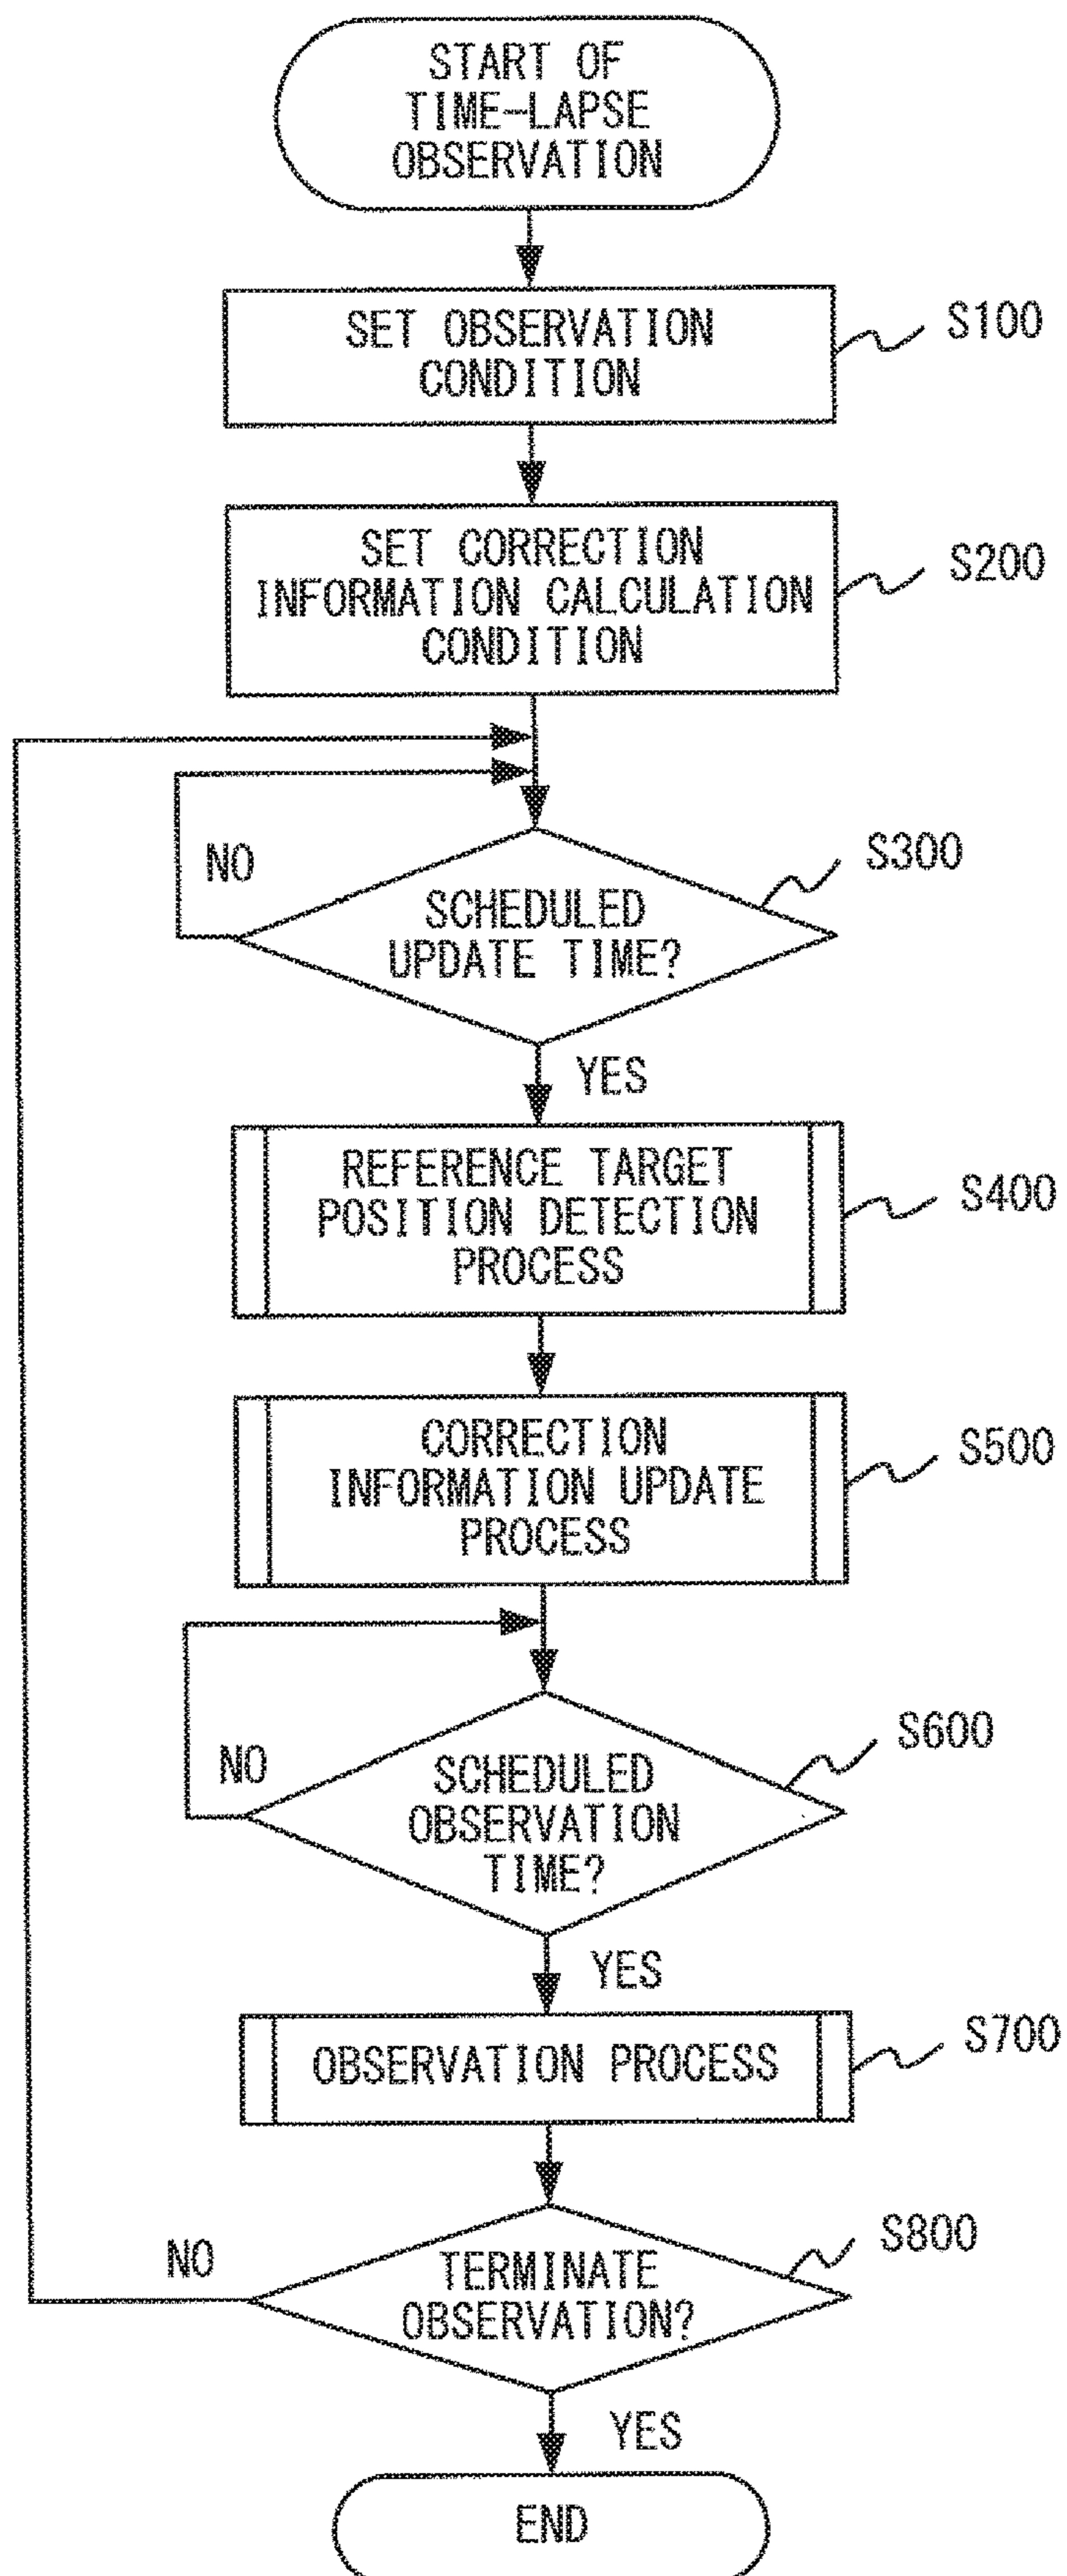 START OF
TIME-LAPSE
OBSERVATION
SET OBSERVATION
CONDITION
S100
SET CORRECTION
INFORMATION CALCULATION
CONDITION
S200
NO
SCHEDULED
UPDATE TIME?
S300
YES
REFERENCE TARGET
POSITION DETECTION
PROCESS
S400
CORRECTION
INFORMATION UPDATE
PROCESS
S500
NO
SCHEDULED
OBSERVATION
TIME?
S600
YES
OBSERVATION PROCESS
S700
NO
TERMINATE
OBSERVATION?
S800
YES
END